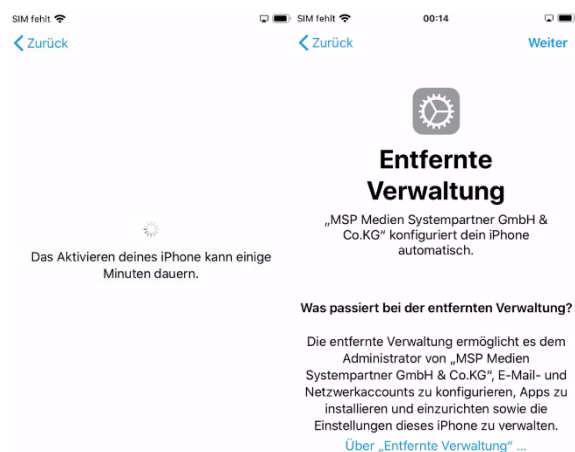 SIM fehlt
Zurück
Das Aktivieren deines iPhone kann einige
Minuten dauern.
SIM fehlt 00:14
Zurück Weiter
Entfernte
Verwaltung
„MSP Medien Systempartner GmbH &
Co.KG“ konfiguriert dein iPhone
automatisch.
Was passiert bei der entfernten Verwaltung?
Die entfernte Verwaltung ermöglicht es dem
Administrator von „MSP Medien
Systempartner GmbH & Co.KG“, E-Mail- und
Netzwerkaccounts zu konfigurieren, Apps zu
installieren und einzurichten sowie die
Einstellungen dieses iPhone zu verwalten.
Über „Entfernte Verwaltung“ ...